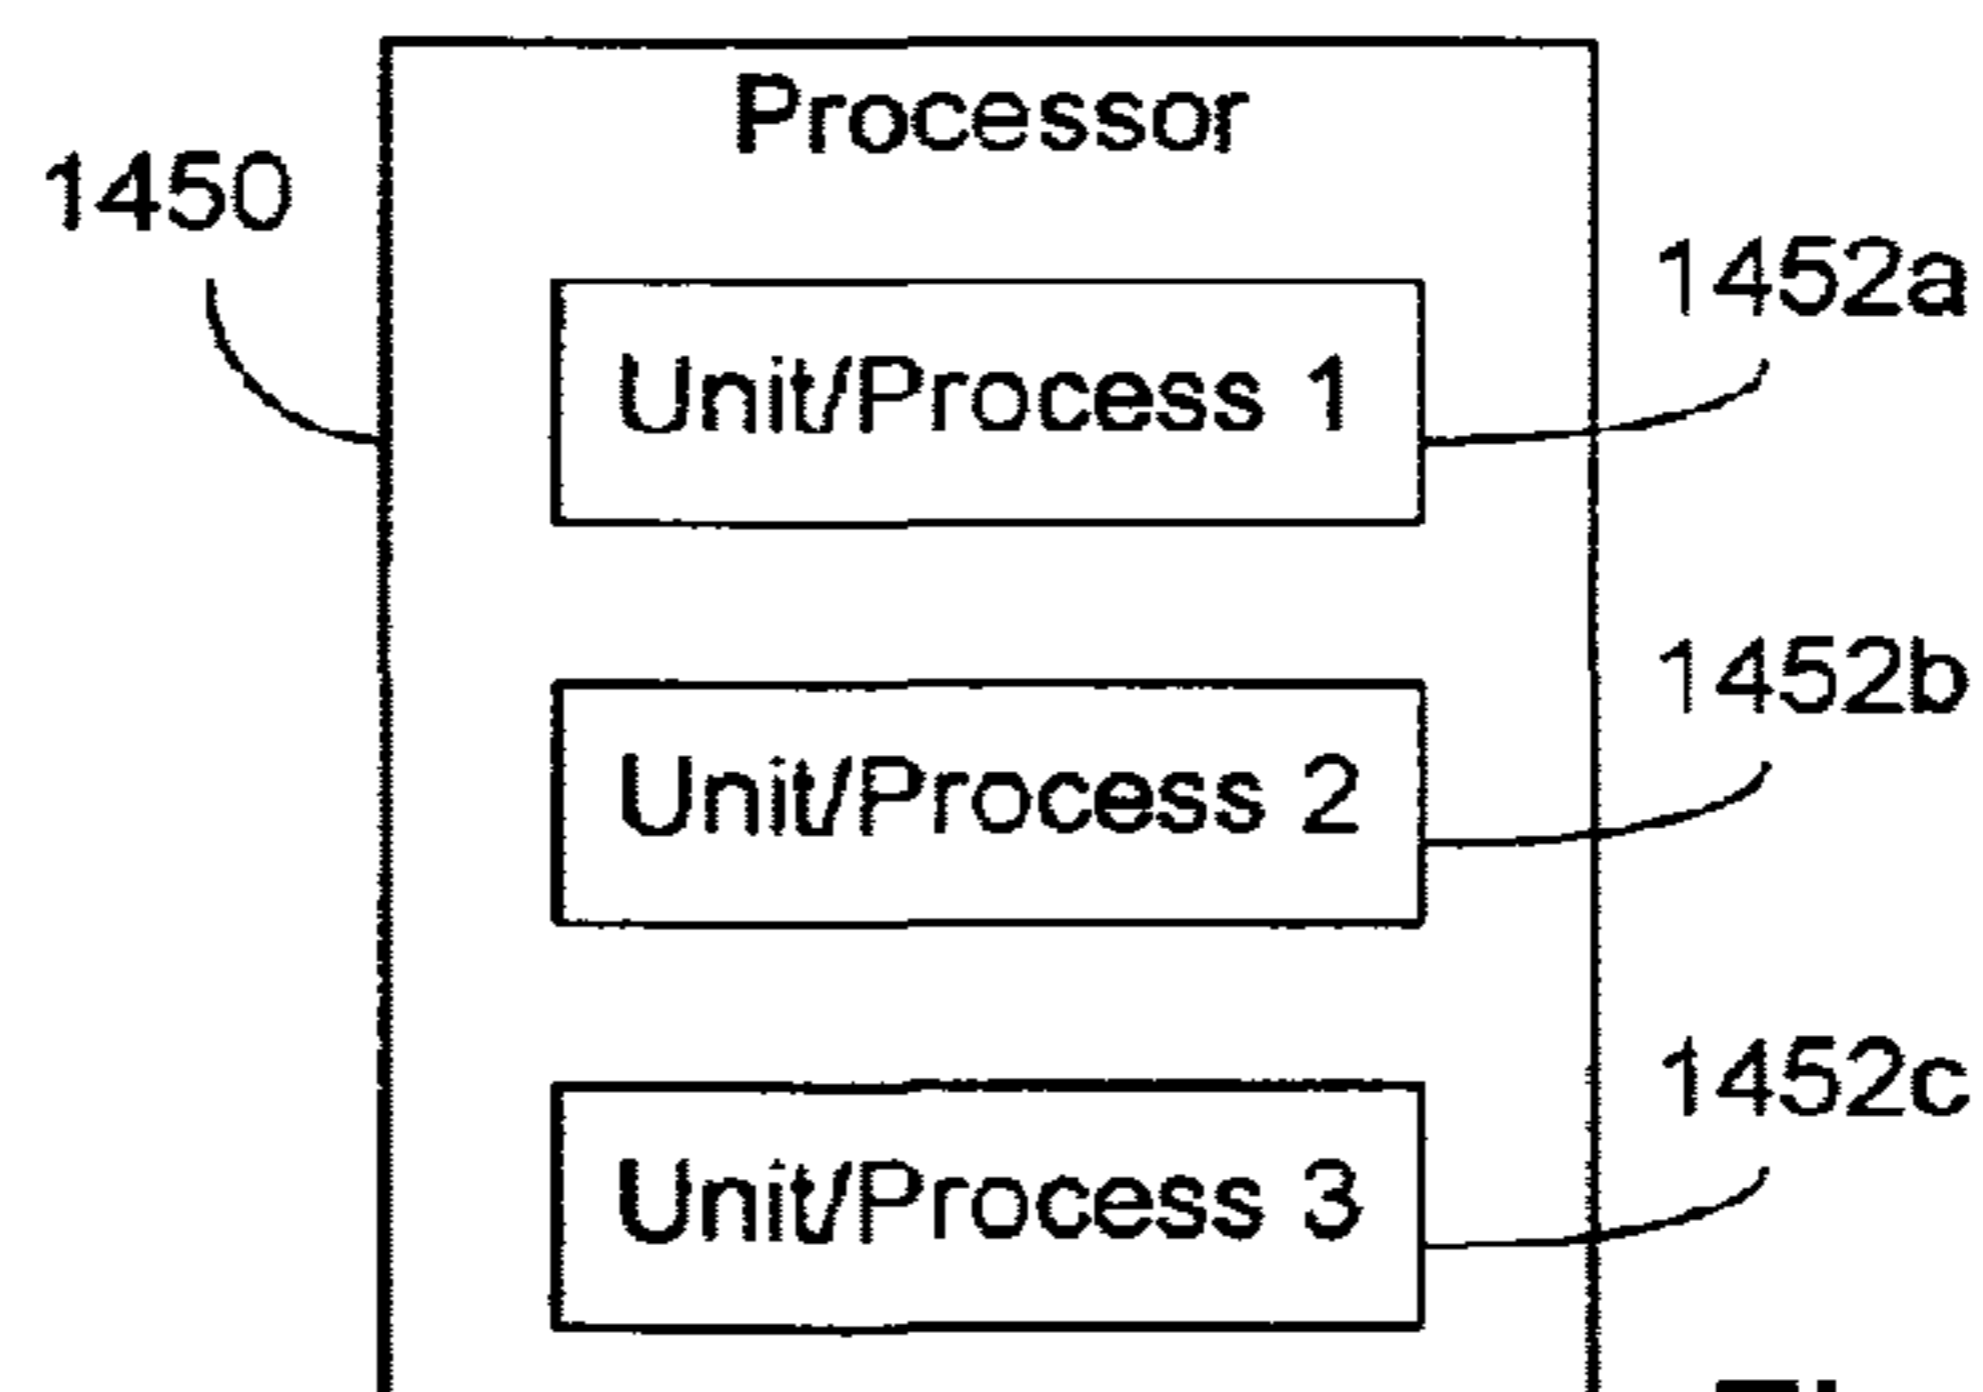 Processor
1450
1452a
Unit/Process 1
1452b
Unit/Process 2
1452c
Unit/Process 3